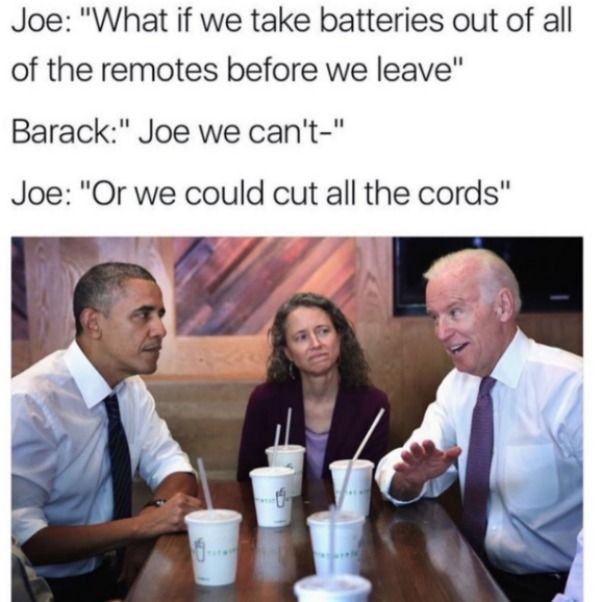 Joe: "What if we take batteries out of all
of the remotes before we leave"
Barack:" Joe we can't-"
Joe: "Or we could cut all the cords"